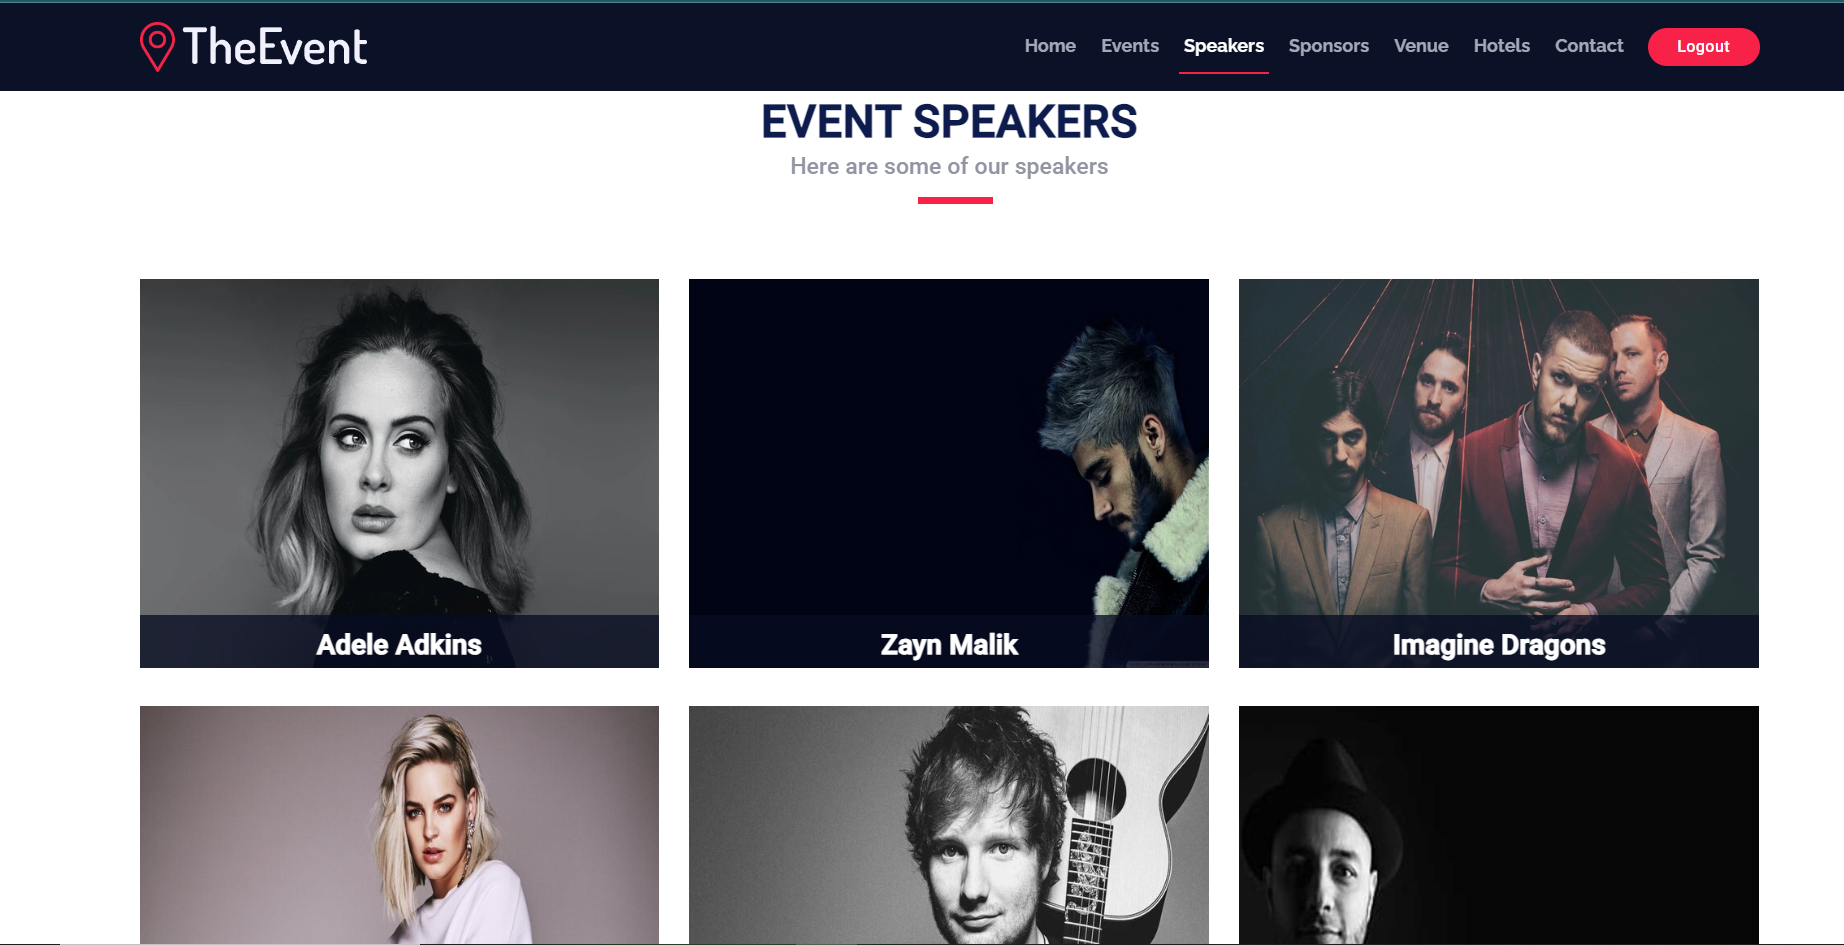 TheEvent
Home Events Speakers Sponsors Venue Hotels Contact Logout
EVENT SPEAKERS
Here are some of our speakers
Adele Adkins
Zayn Malik
Imagine Dragons